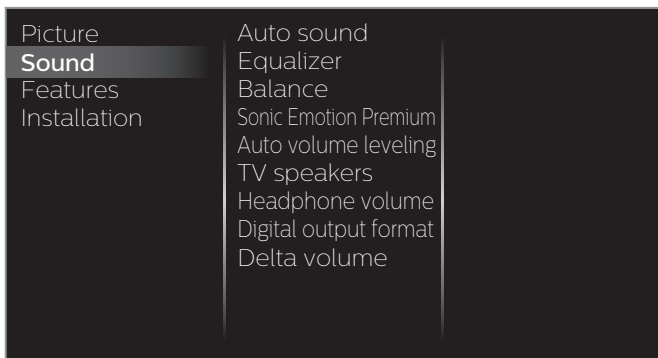 Picture
Sound
Features
Installation
Auto sound
Equalizer
Balance
Sonic Emotion Premium
Auto volume leveling
TV speakers
Headphone volume
Digital output format
Delta volume